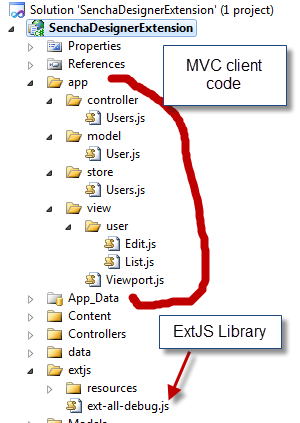 Solution 'SenchaDesignerExtension' (1 project)
SenchaDesignerExtension
Properties
References
app
controller
Users.js
model
User.js
store
Users.js
view
user
Edit.js
List.js
Viewport.js
App_Data
Content
Controllers
data
extjs
resources
ext-all-debug.js
Models
MVC client
code
ExtJS Library